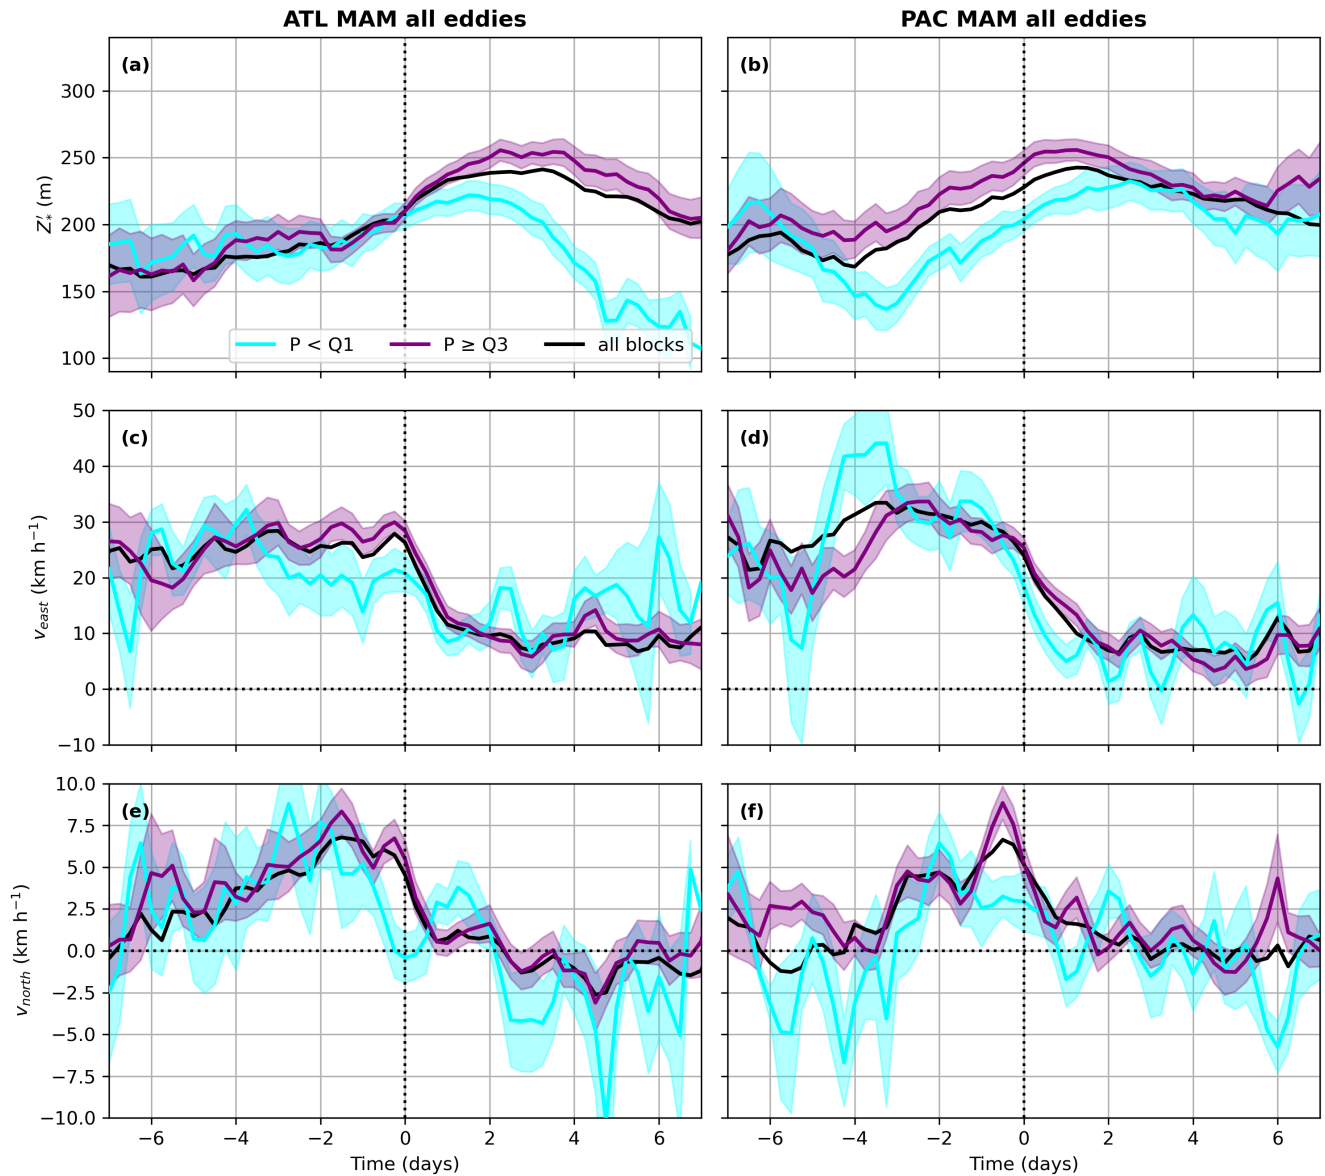 ATL MAM all eddies
PAC MAM all eddies
(a)
(b)
300
250
200
150
100
Z′* (m)
P < Q1
P ≥ Q3
all blocks
(c)
(d)
50
40
30
20
10
0
−10
v_east (km h⁻¹)
(e)
(f)
10.0
7.5
5.0
2.5
0.0
−2.5
−5.0
−7.5
−10.0
v_north (km h⁻¹)
−6 −4 −2 0 2 4 6
−6 −4 −2 0 2 4 6
Time (days)
Time (days)